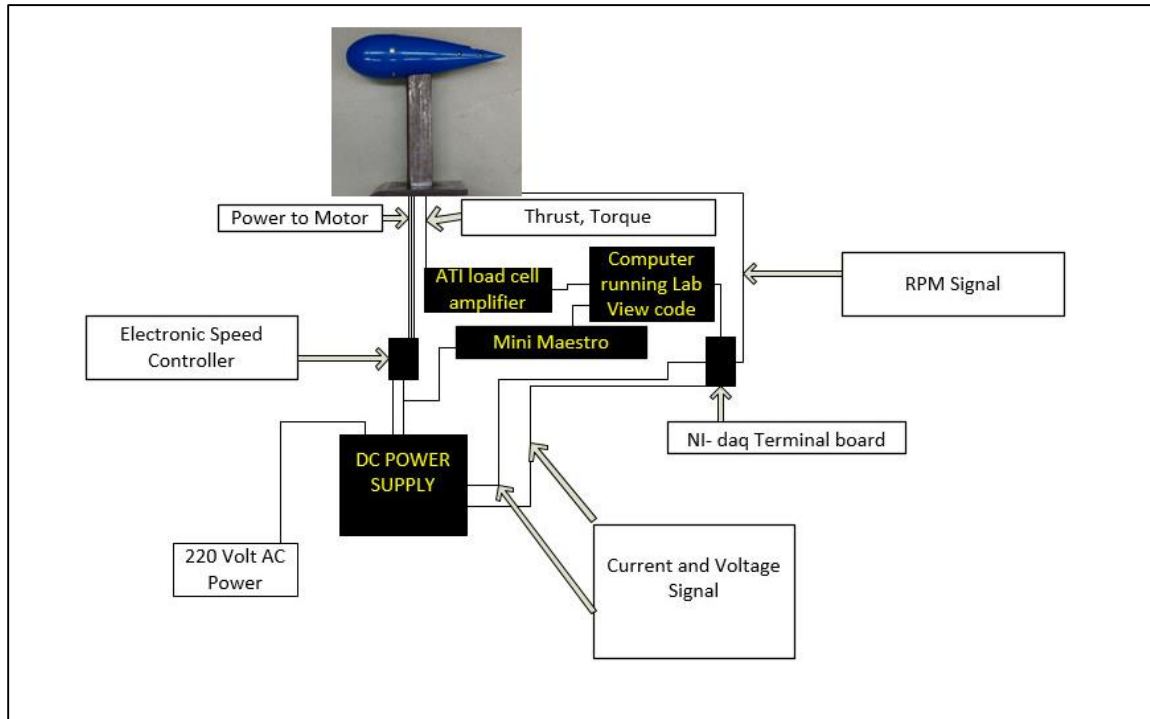 Power to Motor
Thrust, Torque
ATI load cell
amplifier
Computer
running Lab
View code
RPM Signal
Electronic Speed
Controller
Mini Maestro
NI- daq Terminal board
DC POWER
SUPPLY
220 Volt AC
Power
Current and Voltage
Signal